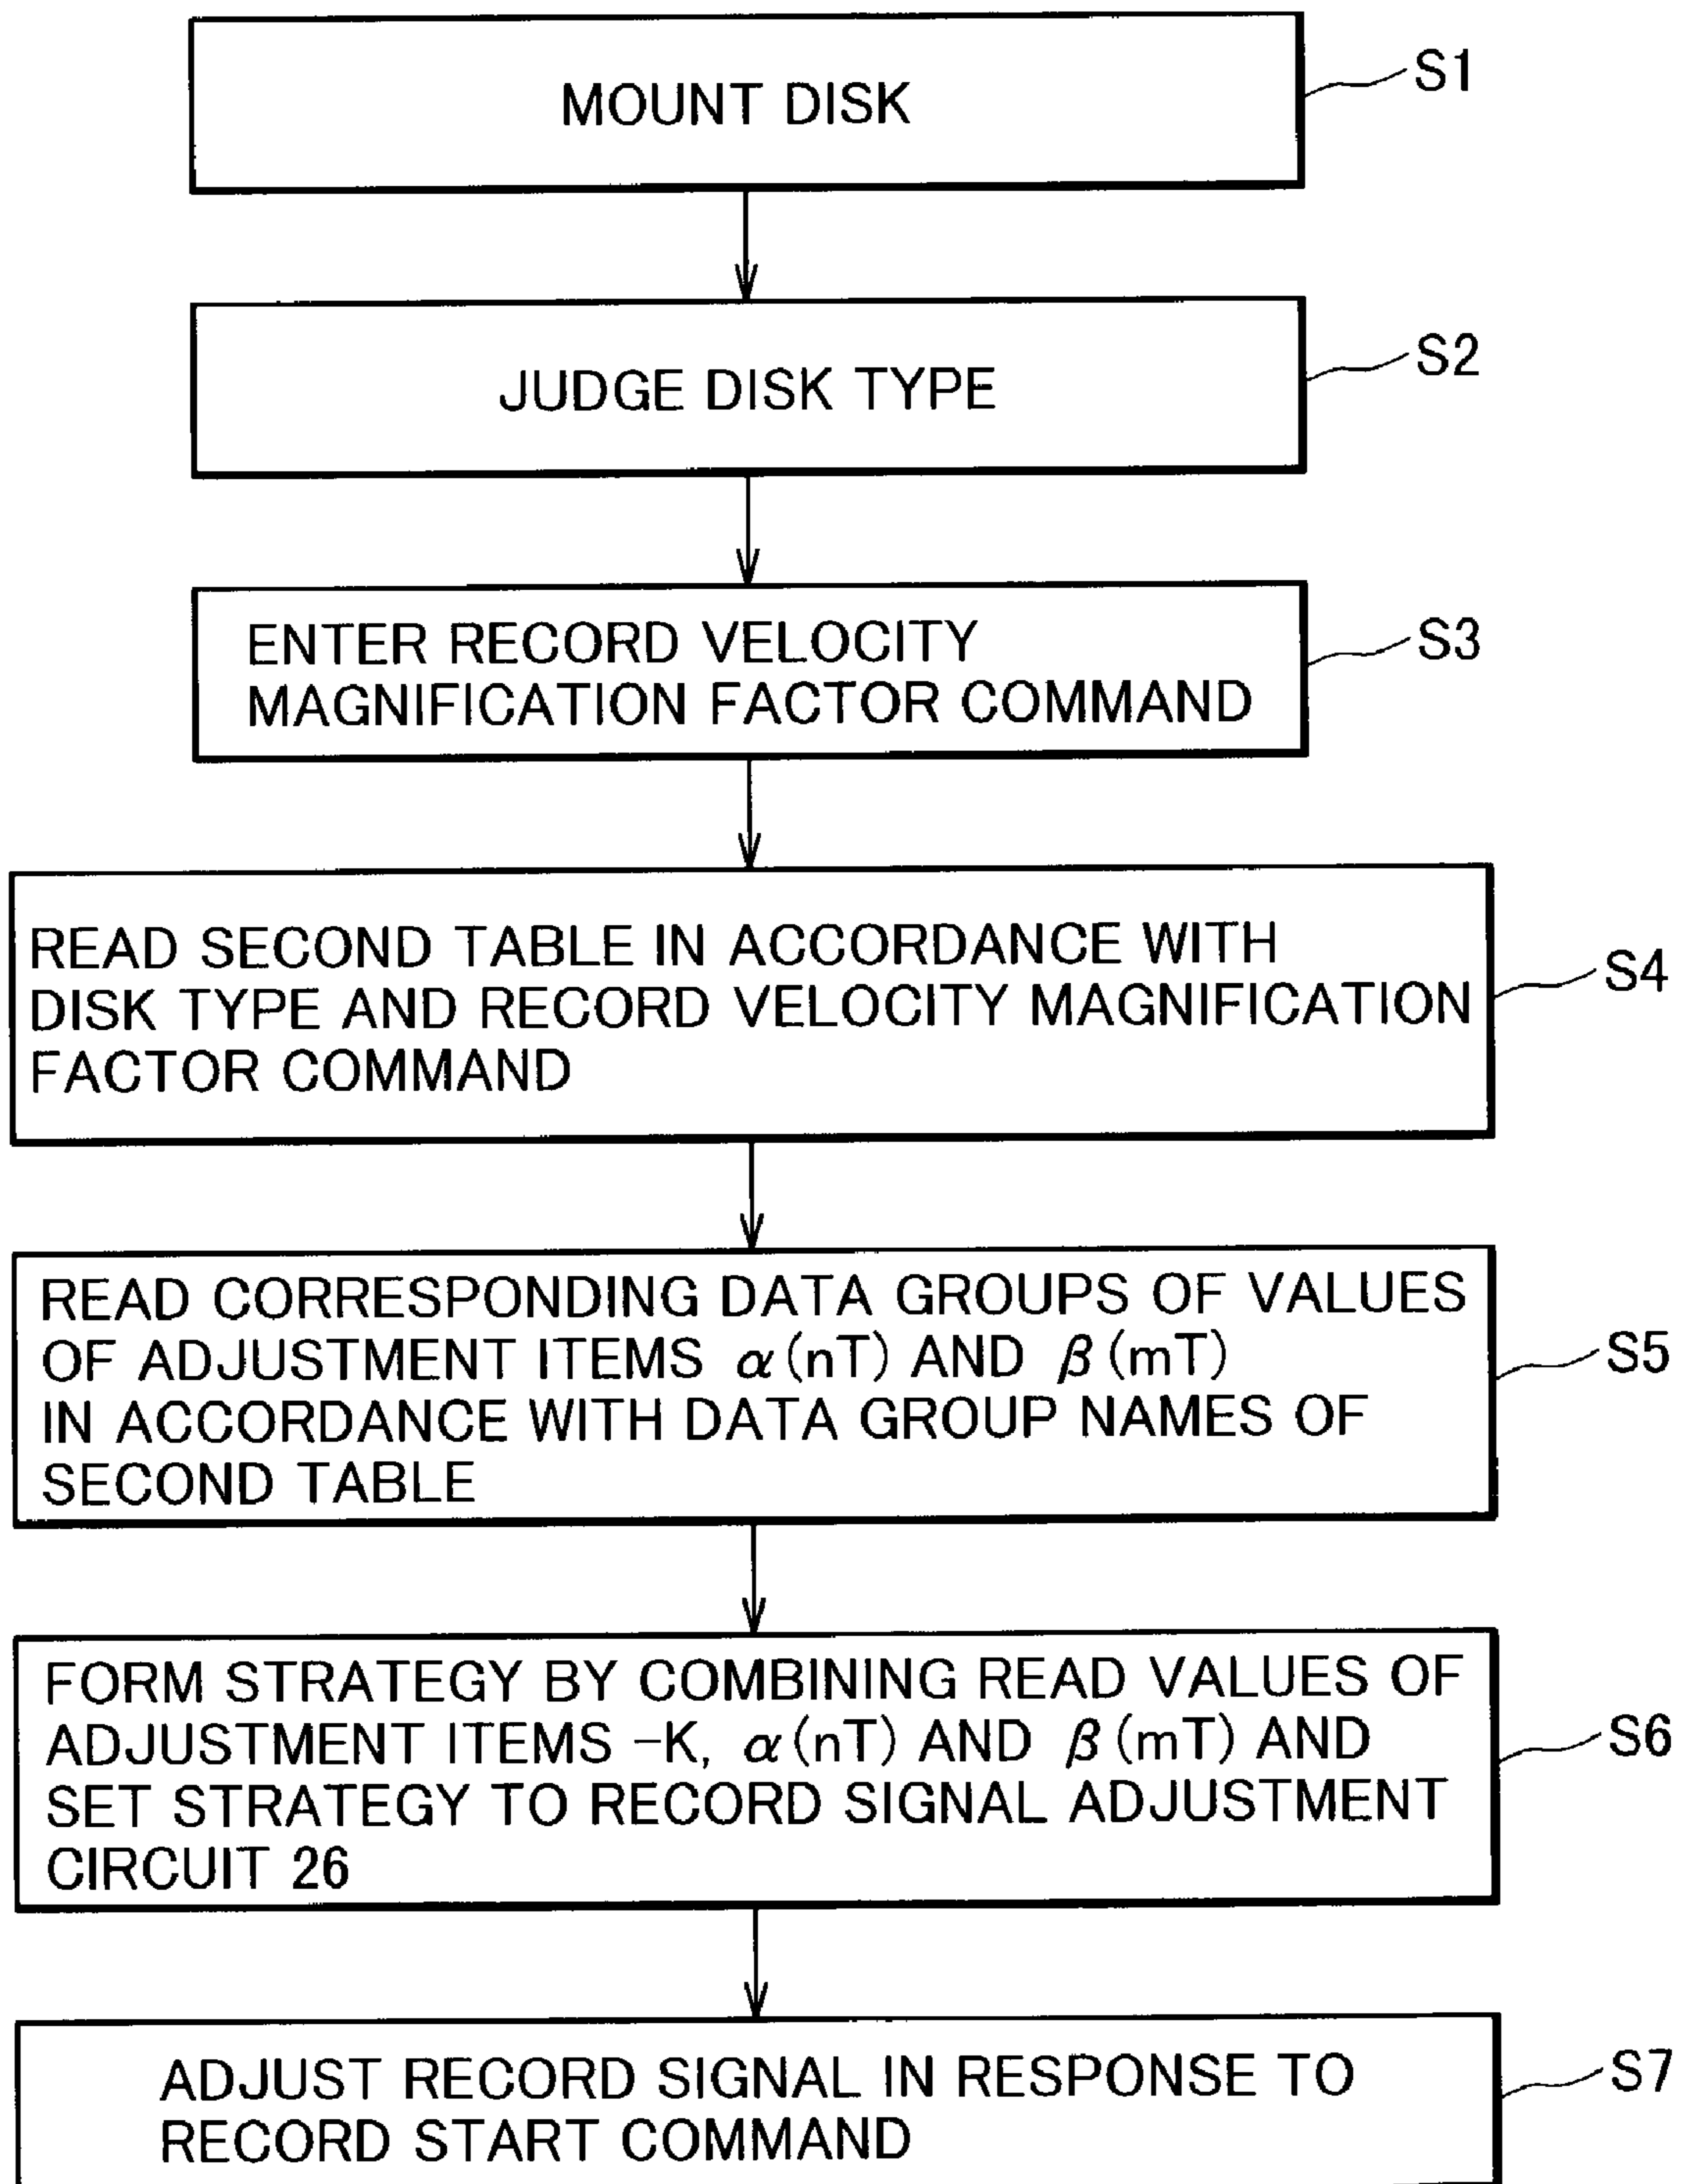 MOUNT DISK
S1
JUDGE DISK TYPE
S2
ENTER RECORD VELOCITY
MAGNIFICATION FACTOR COMMAND
S3
READ SECOND TABLE IN ACCORDANCE WITH
DISK TYPE AND RECORD VELOCITY MAGNIFICATION
FACTOR COMMAND
S4
READ CORRESPONDING DATA GROUPS OF VALUES
OF ADJUSTMENT ITEMS α(nT) AND β(mT)
IN ACCORDANCE WITH DATA GROUP NAMES OF
SECOND TABLE
S5
FORM STRATEGY BY COMBINING READ VALUES OF
ADJUSTMENT ITEMS –K, α(nT) AND β(mT) AND
SET STRATEGY TO RECORD SIGNAL ADJUSTMENT
CIRCUIT 26
S6
ADJUST RECORD SIGNAL IN RESPONSE TO
RECORD START COMMAND
S7